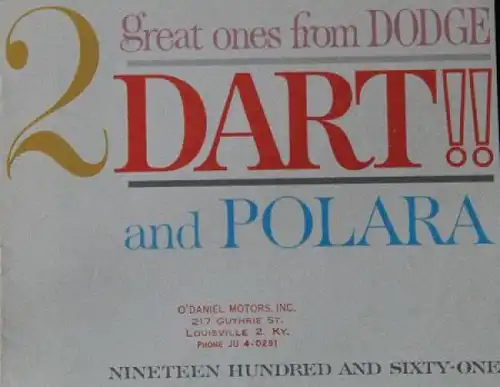 2 great ones from DODGE
DART!!
and POLARA
O'DANIEL MOTORS, INC.
217 GUTHRIE ST.
LOUISVILLE 2, KY.
PHONE JU 4-0291
NINETEEN HUNDRED AND SIXTY-ONE